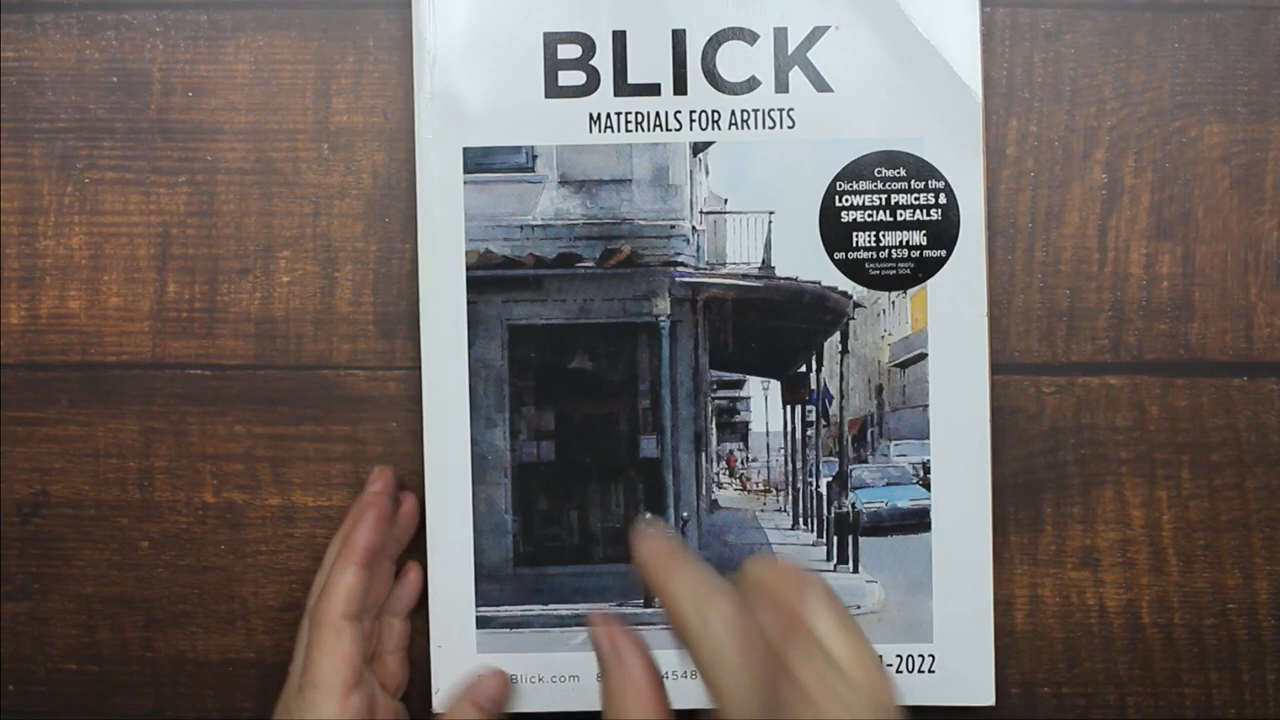 BLICK
MATERIALS FOR ARTISTS
Check
DickBlick.com for the
LOWEST PRICES &
SPECIAL DEALS!
FREE SHIPPING
on orders of $59 or more
Exclusions apply.
See page 504.
Blick.com 8 4548
-2022